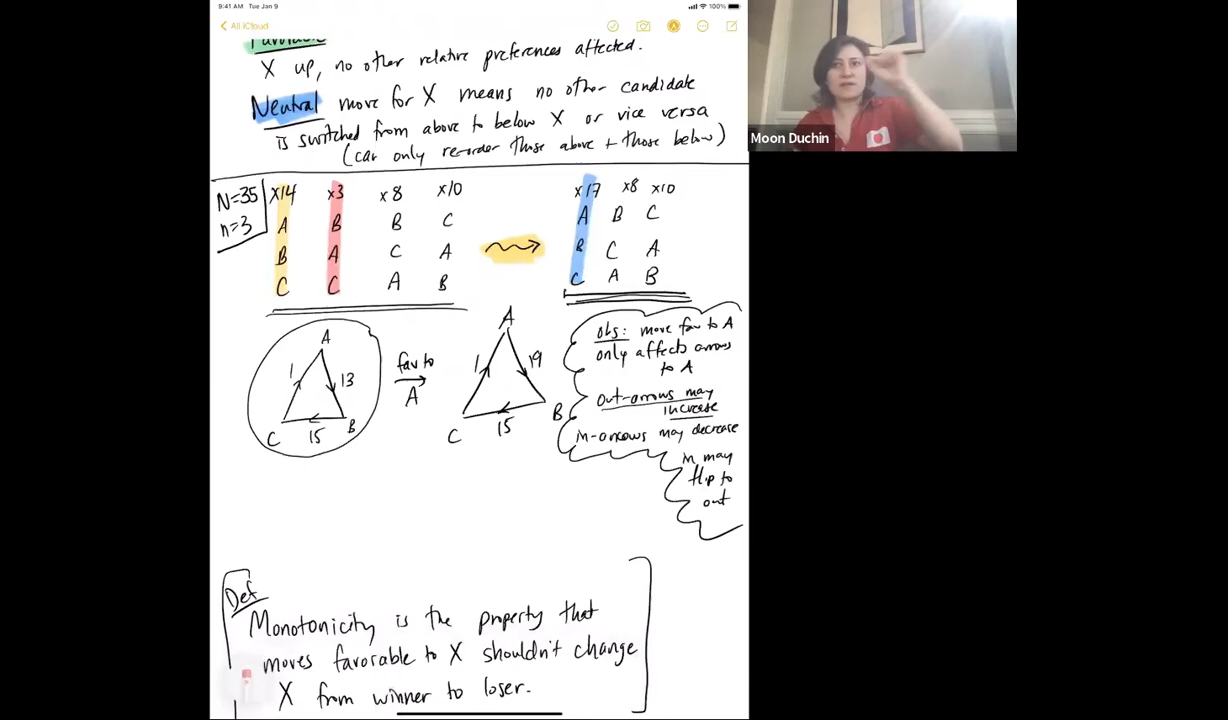 9:41 AM Tue Jan 9
100%
All iCloud
Favorable
X up, no other relative preferences affected.
Neutral move for X means no other candidate
is switched from above to below X or vice versa
(can only re-order those above + those below)
N=35
n=3
x14 x3 x8 x10
A B B C
B A C A
C C A B
x17 x8 x10
A B C
B C A
C A B
A
1 13
C 15 B
fav to
A
A
1 19
C 15 B
obs: move fav to A
only affects arrows
to A
out-arrows may
increase
in-arrows may decrease
in may
flip to
out
Def
Monotonicity is the property that
moves favorable to X shouldn't change
X from winner to loser.
Moon Duchin